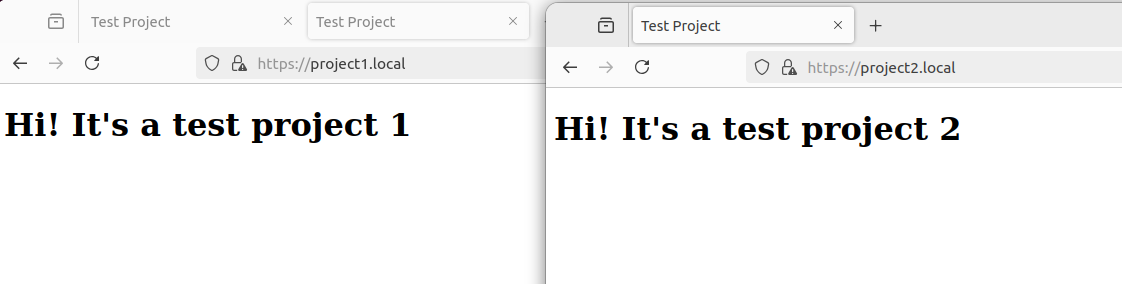 Test Project
Test Project
https://project1.local
Hi! It's a test project 1
Test Project
https://project2.local
Hi! It's a test project 2